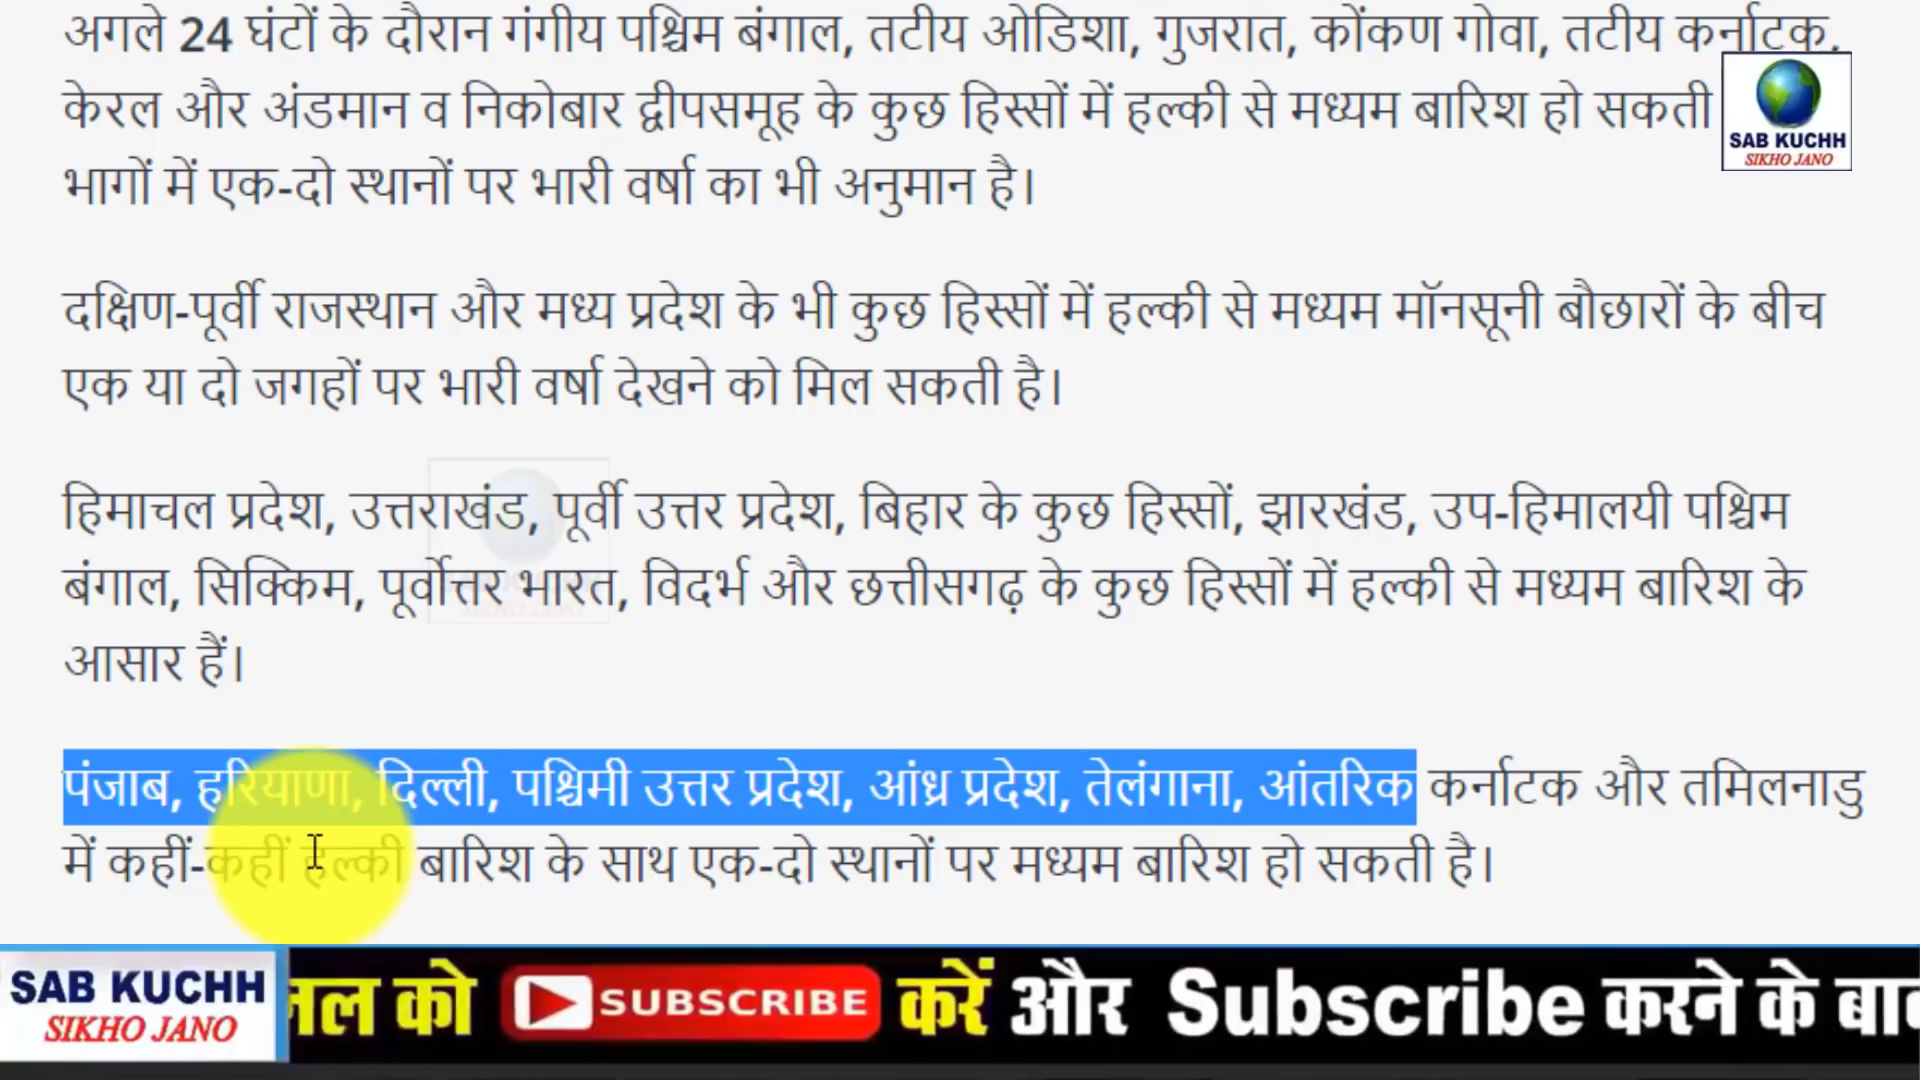 अगले 24 घंटों के दौरान गंगीय पश्चिम बंगाल, तटीय ओडिशा, गुजरात, कोंकण गोवा, तटीय कर्नाटक,
केरल और अंडमान व निकोबार द्वीपसमूह के कुछ हिस्सों में हल्की से मध्यम बारिश हो सकती
SAB KUCHH
SIKHO JANO
भागों में एक-दो स्थानों पर भारी वर्षा का भी अनुमान है।
दक्षिण-पूर्वी राजस्थान और मध्य प्रदेश के भी कुछ हिस्सों में हल्की से मध्यम मॉनसूनी बौछारों के बीच
एक या दो जगहों पर भारी वर्षा देखने को मिल सकती है।
हिमाचल प्रदेश, उत्तराखंड, पूर्वी उत्तर प्रदेश, बिहार के कुछ हिस्सों, झारखंड, उप-हिमालयी पश्चिम
बंगाल, सिक्किम, पूर्वोत्तर भारत, विदर्भ और छत्तीसगढ़ के कुछ हिस्सों में हल्की से मध्यम बारिश के
आसार हैं।
पंजाब, हरियाणा, दिल्ली, पश्चिमी उत्तर प्रदेश, आंध्र प्रदेश, तेलंगाना, आंतरिक कर्नाटक और तमिलनाडु
में कहीं-कहीं हल्की बारिश के साथ एक-दो स्थानों पर मध्यम बारिश हो सकती है।
SAB KUCHH
SIKHO JANO
को SUBSCRIBE करें और Subscribe करने के